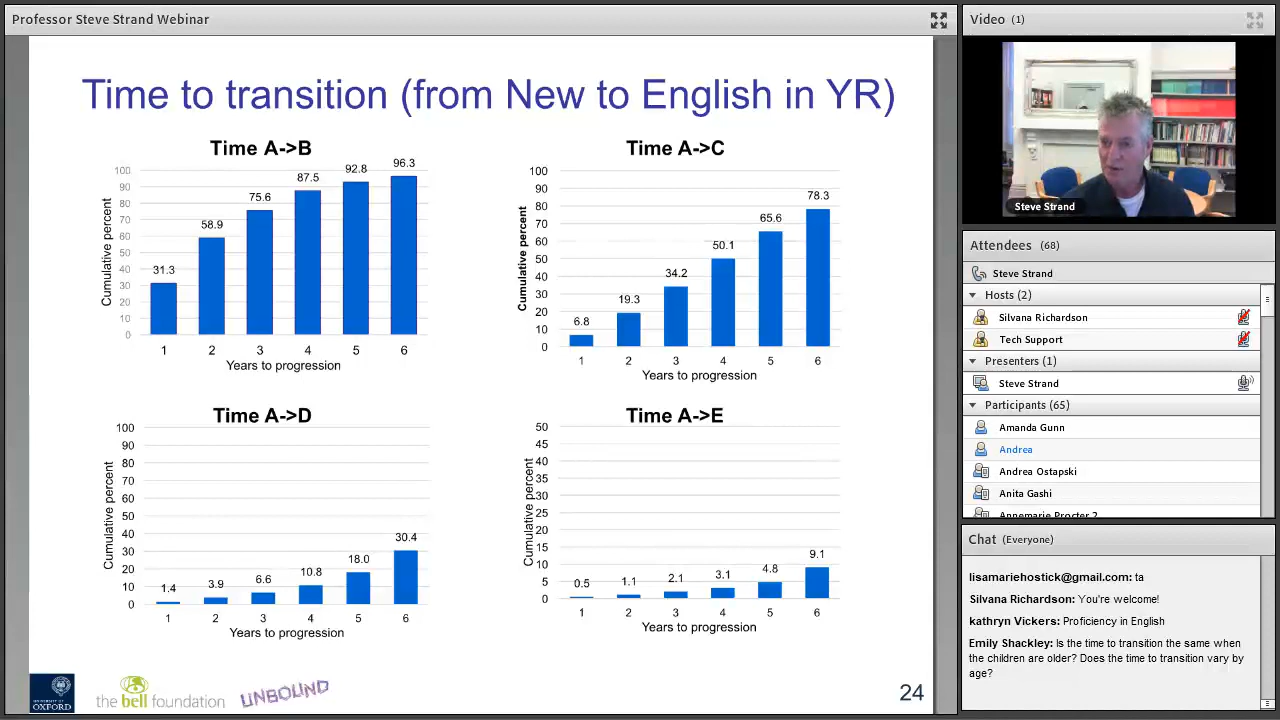 Professor Steve Strand Webinar
Time to transition (from New to English in YR)
Time A->B
Cumulative percent
100
90
80
70
60
50
40
30
20
10
0
31.3
58.9
75.6
87.5
92.8
96.3
1 2 3 4 5 6
Years to progression
Time A->C
Cumulative percent
100
90
80
70
60
50
40
30
20
10
0
6.8
19.3
34.2
50.1
65.6
78.3
1 2 3 4 5 6
Years to progression
Time A->D
Cumulative percent
100
90
80
70
60
50
40
30
20
10
0
1.4
3.9
6.6
10.8
18.0
30.4
1 2 3 4 5 6
Years to progression
Time A->E
Cumulative percent
50
45
40
35
30
25
20
15
10
5
0
0.5
1.1
2.1
3.1
4.8
9.1
1 2 3 4 5 6
Years to progression
UNIVERSITY OF
OXFORD
the bell foundation
UNBOUND
24
Video (1)
Steve Strand
Attendees (68)
Steve Strand
Hosts (2)
Silvana Richardson
Tech Support
Presenters (1)
Steve Strand
Participants (65)
Amanda Gunn
Andrea
Andrea Ostapski
Anita Gashi
Annemarie Procter 2
Chat (Everyone)
lisamariehostick@gmail.com: ta
Silvana Richardson: You're welcome!
kathryn Vickers: Proficiency in English
Emily Shackley: Is the time to transition the same when
the children are older? Does the time to transition vary by
age?